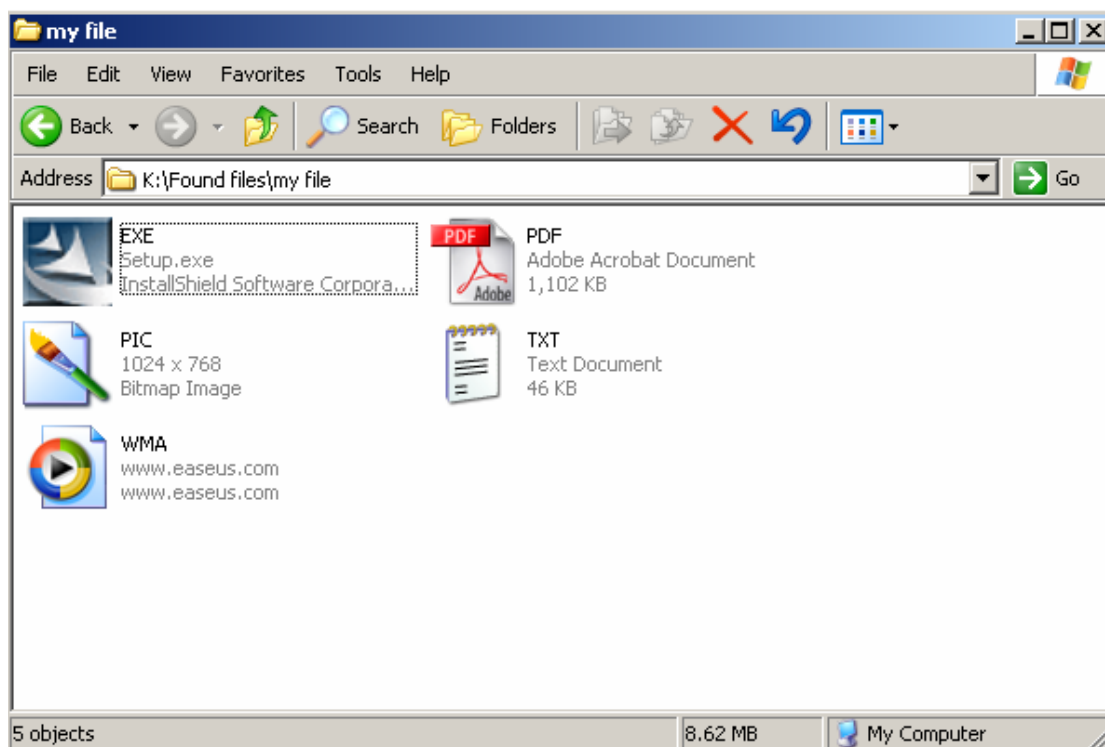 my file
File Edit View Favorites Tools Help
Back Search Folders
Address K:\Found files\my file Go
EXE
Setup.exe
InstallShield Software Corpora...
PDF
PDF
Adobe
Adobe Acrobat Document
1,102 KB
PIC
1024 x 768
Bitmap Image
TXT
Text Document
46 KB
WMA
www.easeus.com
www.easeus.com
5 objects 8.62 MB My Computer